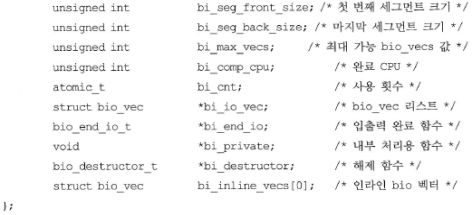 unsigned int bi_seg_front_size; /* 첫 번째 세그먼트 크기 */
unsigned int bi_seg_back_size; /* 마지막 세그먼트 크기 */
unsigned int bi_max_vecs; /* 최대 가능 bio_vecs 값 */
unsigned int bi_comp_cpu; /* 완료 CPU */
atomic_t bi_cnt; /* 사용 횟수 */
struct bio_vec *bi_io_vec; /* bio_vec 리스트 */
bio_end_io_t *bi_end_io; /* 입출력 완료 함수 */
void *bi_private; /* 내부 처리용 함수 */
bio_destructor_t *bi_destructor; /* 해제 함수 */
struct bio_vec bi_inline_vecs[0]; /* 인라인 bio 벡터 */
};